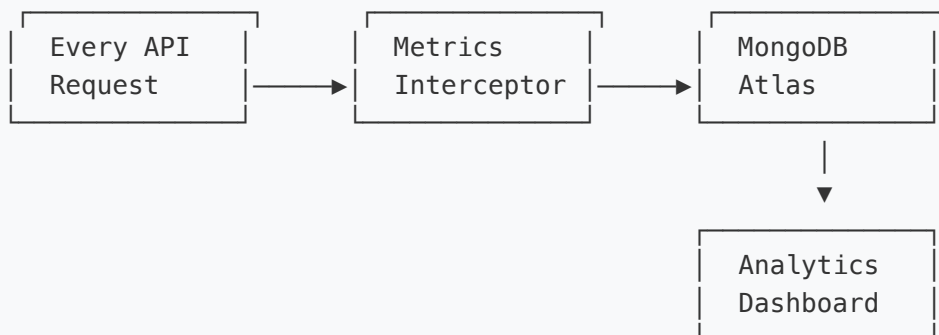 Every API
Request
Metrics
Interceptor
MongoDB
Atlas
Analytics
Dashboard